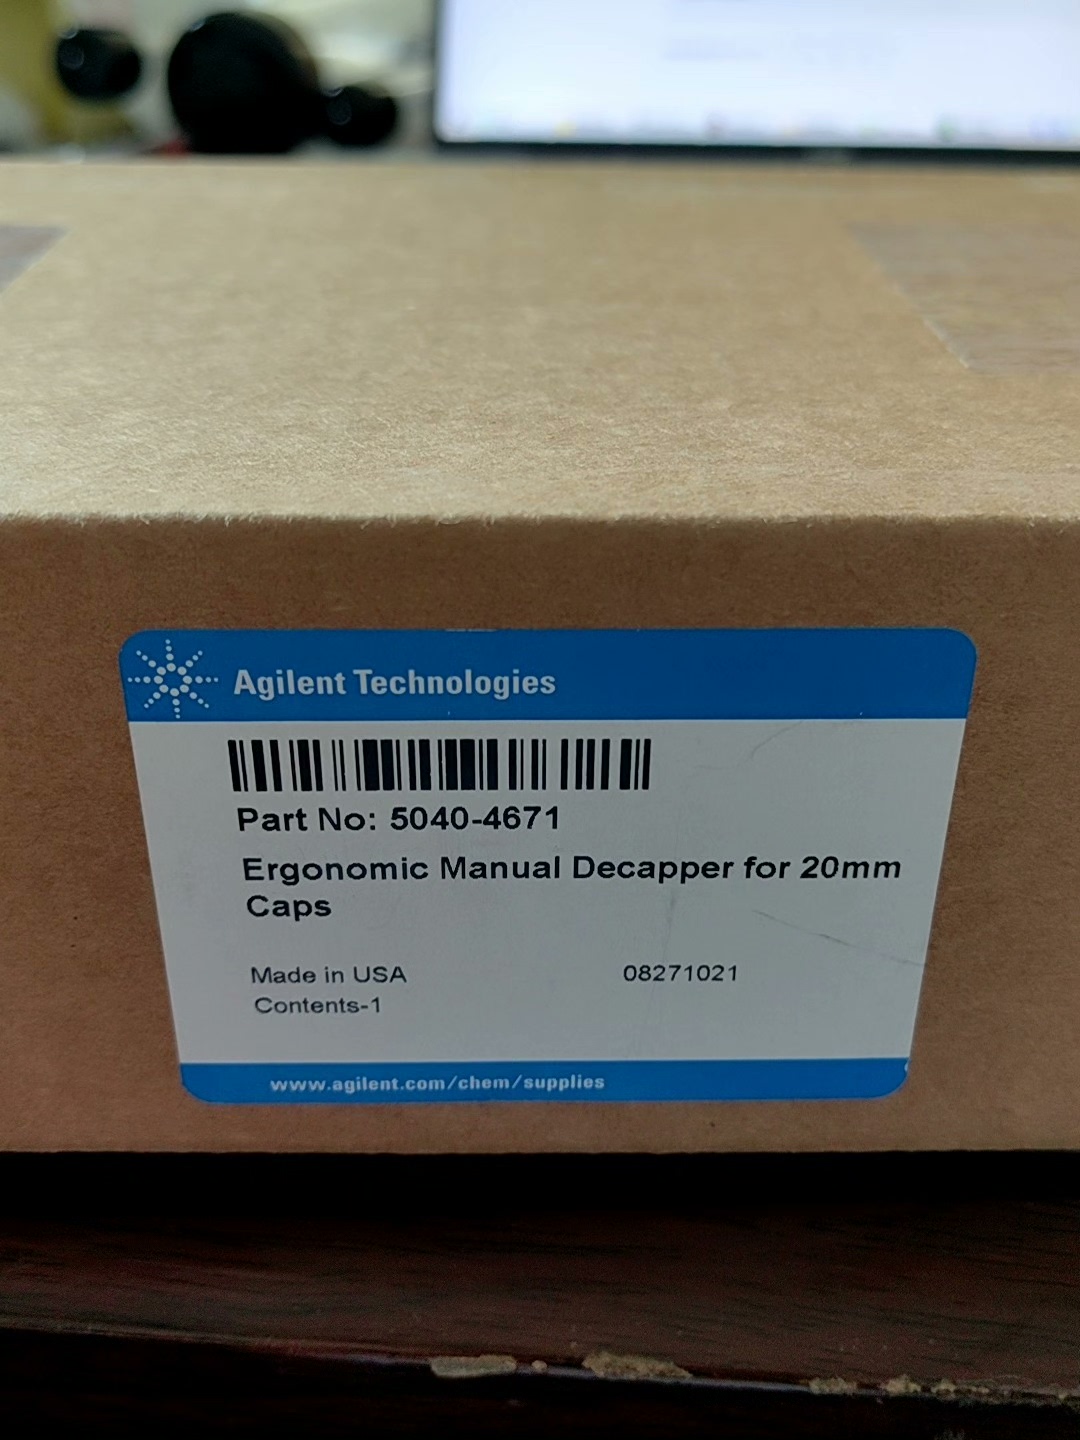 Agilent Technologies
Part No: 5040-4671
Ergonomic Manual Decapper for 20mm
Caps
Made in USA 08271021
Contents-1
www.agilent.com/chem/supplies